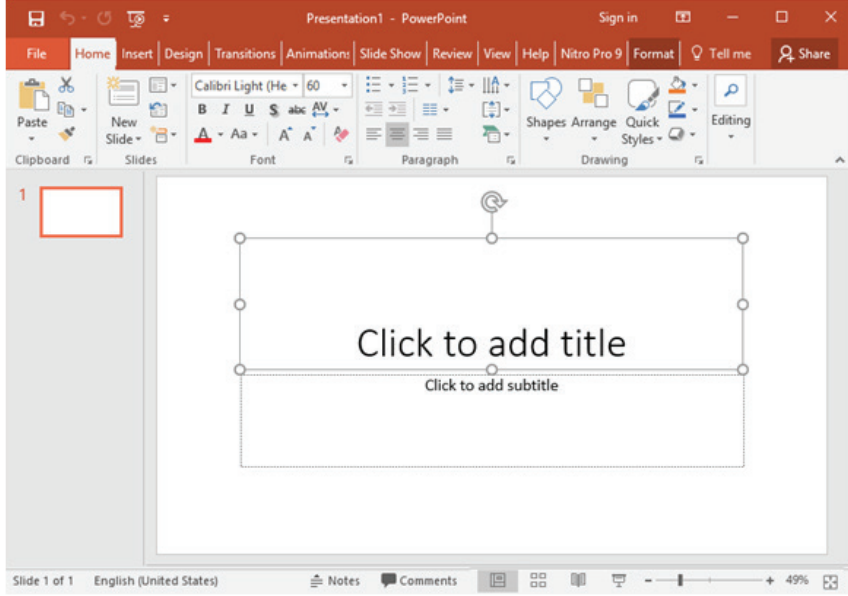 Presentation1 - PowerPoint Sign in
File Home Insert Design Transitions Animations Slide Show Review View Help Nitro Pro 9 Format Tell me Share
Calibri Light (He 60
B I U S abc AV
A Aa A A
Paste New Slide Shapes Arrange Quick Styles Editing
Clipboard Slides Font Paragraph Drawing
1
Click to add title
Click to add subtitle
Slide 1 of 1 English (United States) Notes Comments 49%